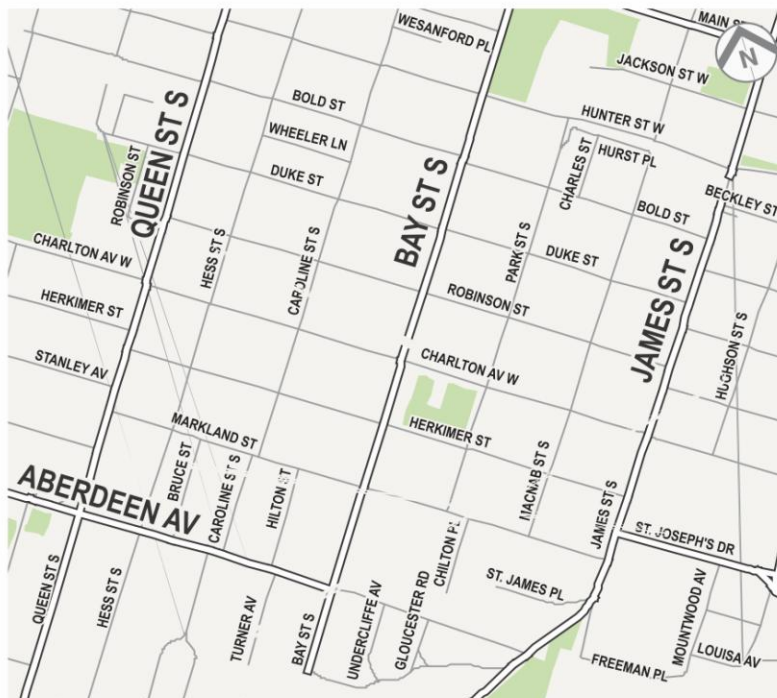 MAIN ST
WESANFORD PL
N
JACKSON ST W
BOLD ST
HUNTER ST W
WHEELER LN
HURST PL
CHARLES ST
ROBINSON ST
QUEEN ST S
DUKE ST
BECKLEY ST
BOLD ST
BAY ST S
PARK ST S
DUKE ST
CHARLTON AV W
HESS ST S
CAROLINE ST S
HERKIMER ST
ROBINSON ST
JAMES ST S
HUGHSON ST S
STANLEY AV
CHARLTON AV W
MARKLAND ST
HERKIMER ST
ABERDEEN AV
BRUCE ST
CAROLINE ST S
HILTON ST
MACNAB ST S
JAMES ST S
ST. JOSEPH'S DR
CHILTON PL
QUEEN ST S
HESS ST S
TURNER AV
BAY ST S
UNDERCLIFFE AV
GLOUCESTER RD
ST. JAMES PL
MOUNTWOOD AV
LOUISA AV
FREEMAN PL